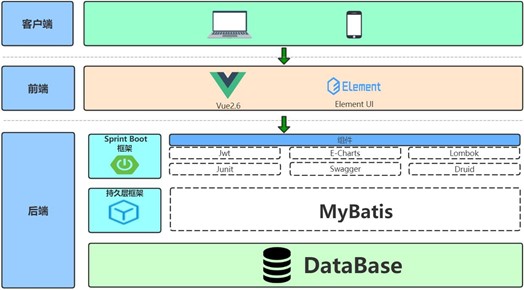 客户端
前端
Vue2.6
Element
Element UI
后端
Sprint Boot
框架
组件
Jwt
E-Charts
Lombok
Junit
Swagger
Druid
持久层框架
MyBatis
DataBase